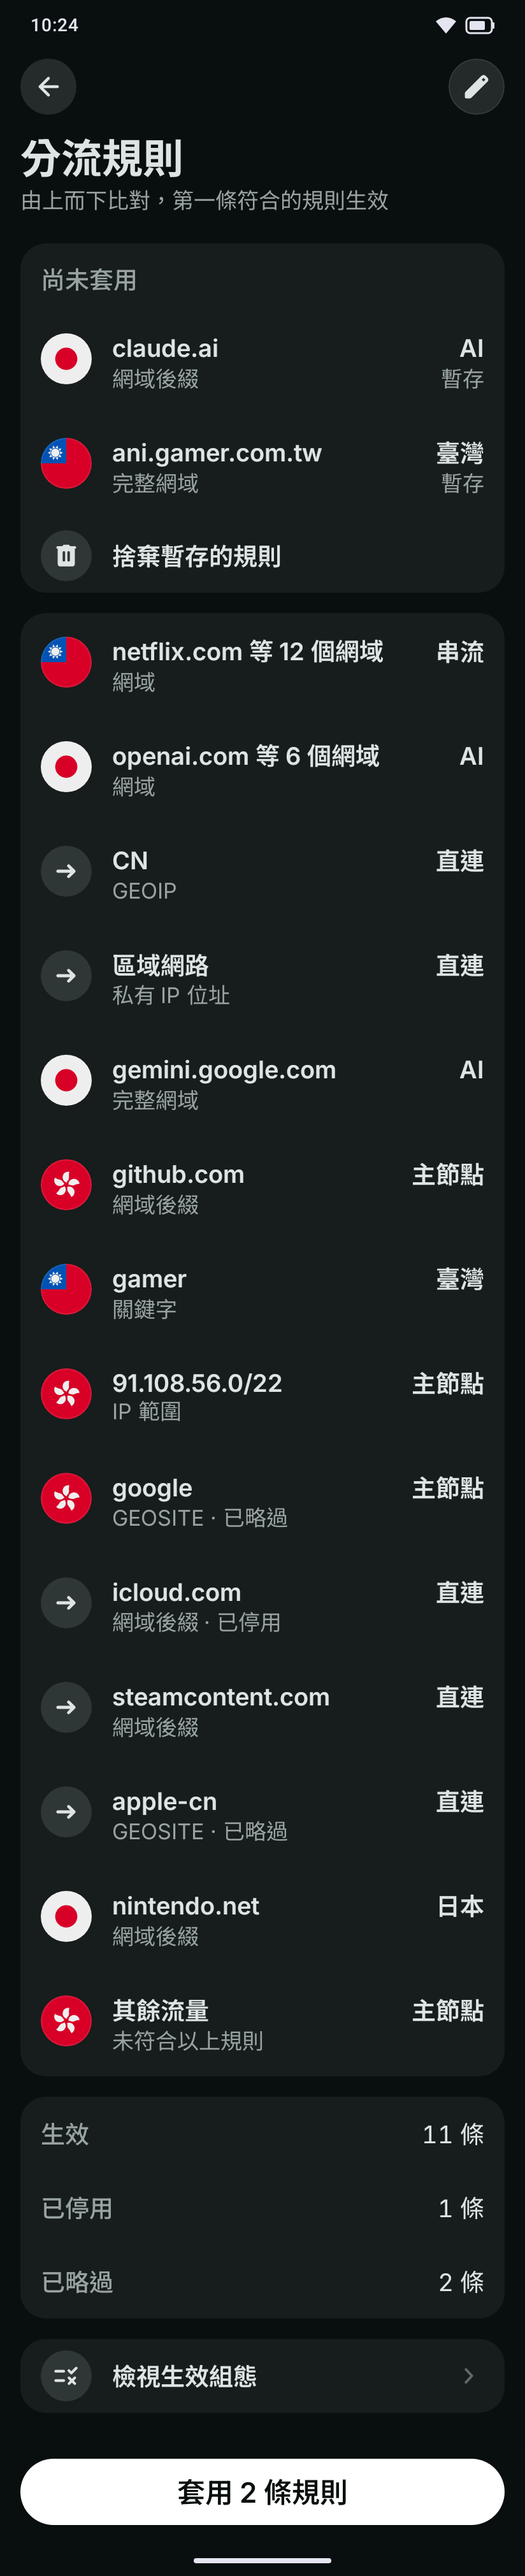 10:24
分流規則
由上而下比對，第一條符合的規則生效
尚未套用
claude.ai AI
網域後綴 暫存
ani.gamer.com.tw 臺灣
完整網域 暫存
捨棄暫存的規則
netflix.com 等 12 個網域 串流
網域
openai.com 等 6 個網域 AI
網域
CN 直連
GEOIP
區域網路 直連
私有 IP 位址
gemini.google.com AI
完整網域
github.com 主節點
網域後綴
gamer 臺灣
關鍵字
91.108.56.0/22 主節點
IP 範圍
google 主節點
GEOSITE · 已略過
icloud.com 直連
網域後綴 · 已停用
steamcontent.com 直連
網域後綴
apple-cn 直連
GEOSITE · 已略過
nintendo.net 日本
網域後綴
其餘流量 主節點
未符合以上規則
生效 11 條
已停用 1 條
已略過 2 條
檢視生效組態
套用 2 條規則